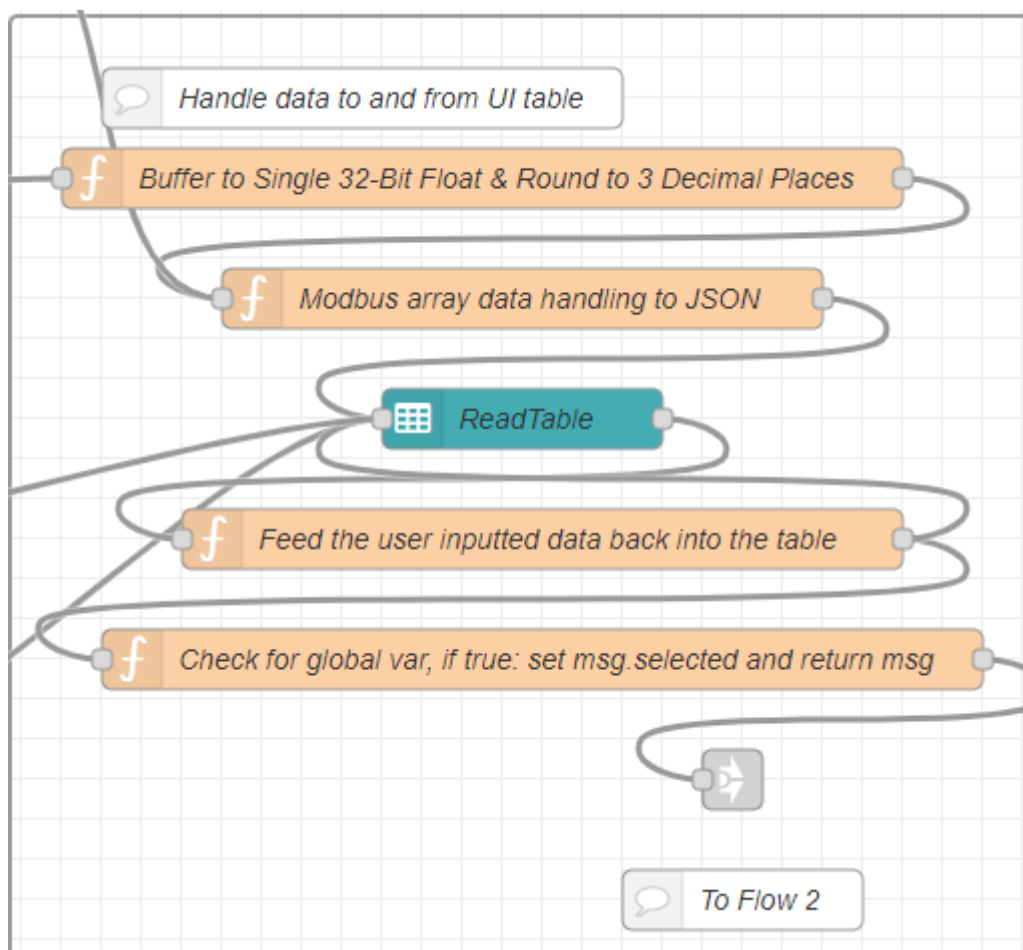 Handle data to and from UI table
Buffer to Single 32-Bit Float & Round to 3 Decimal Places
Modbus array data handling to JSON
ReadTable
Feed the user inputted data back into the table
Check for global var, if true: set msg.selected and return msg
To Flow 2